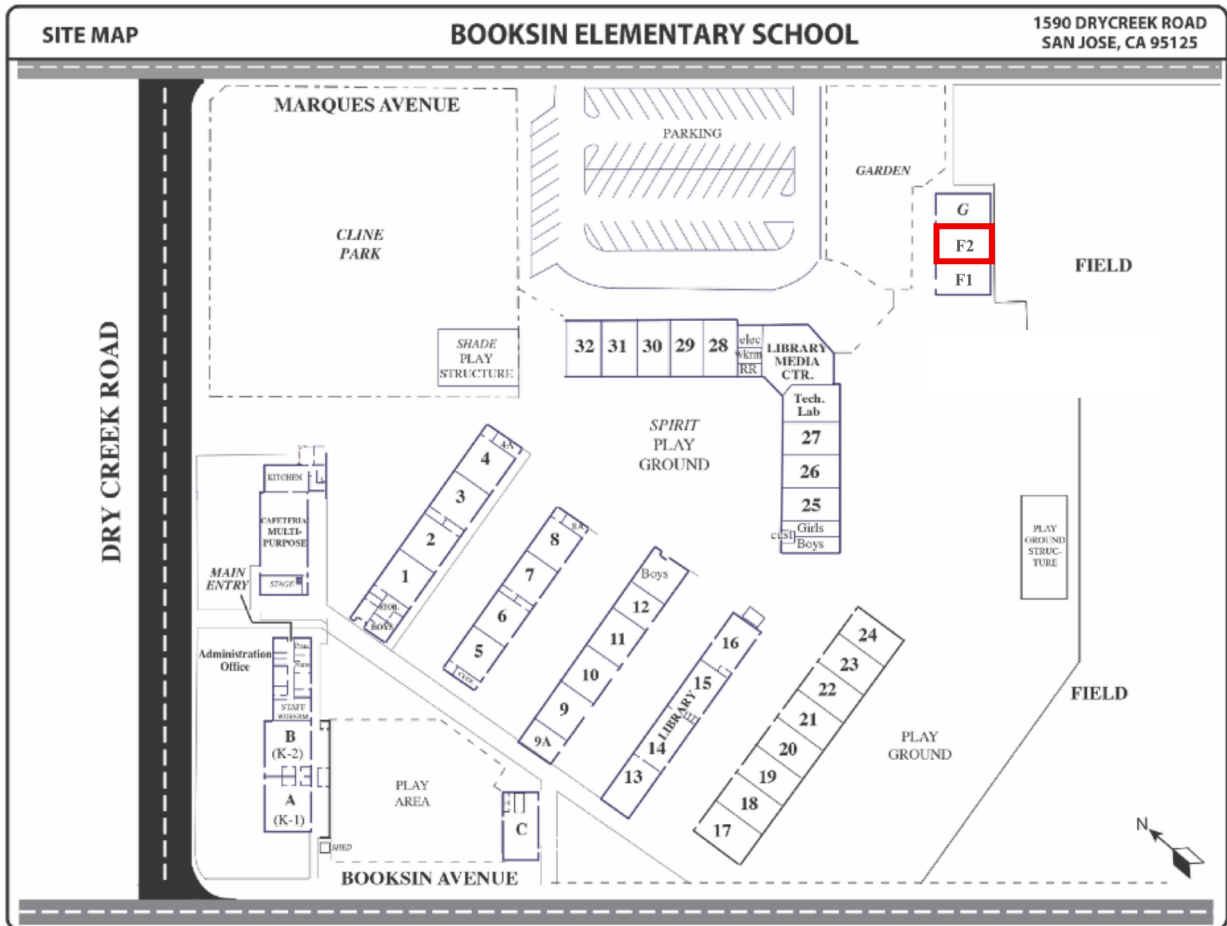 SITE MAP
BOOKSIN ELEMENTARY SCHOOL
1590 DRYCREEK ROAD
SAN JOSE, CA 95125
MARQUES AVENUE
PARKING
GARDEN
CLINE
PARK
G
F2
F1
FIELD
DRY CREEK ROAD
SHADE
PLAY
STRUCTURE
32
31
30
29
28
elec
wkrm
RR
LIBRARY
MEDIA
CTR.
Tech.
Lab
27
26
25
Girls
Boys
cust
SPIRIT
PLAY
GROUND
4A
4
3
2
1
STOR.
BOYS
KITCHEN
CAFETERIA
MULTI-
PURPOSE
STAGE
MAIN
ENTRY
8A
8
7
6
5
Boys
12
11
10
9
9A
16
15
LIBRARY
14
13
24
23
22
21
20
19
18
17
PLAY
GROUND
STRUC-
TURE
FIELD
PLAY
GROUND
Administration
Office
STAFF
WORKRM
B
(K-2)
A
(K-1)
SHED
PLAY
AREA
C
BOOKSIN AVENUE
N